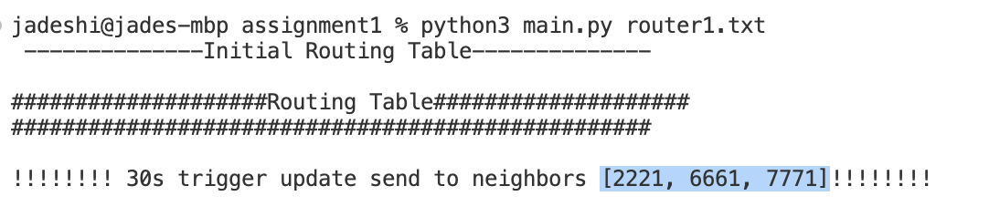 jadeshi@jades-mbp assignment1 % python3 main.py router1.txt
--------------Initial Routing Table--------------
####################Routing Table####################
##################################################
!!!!!!!! 30s trigger update send to neighbors [2221, 6661, 7771]!!!!!!!!